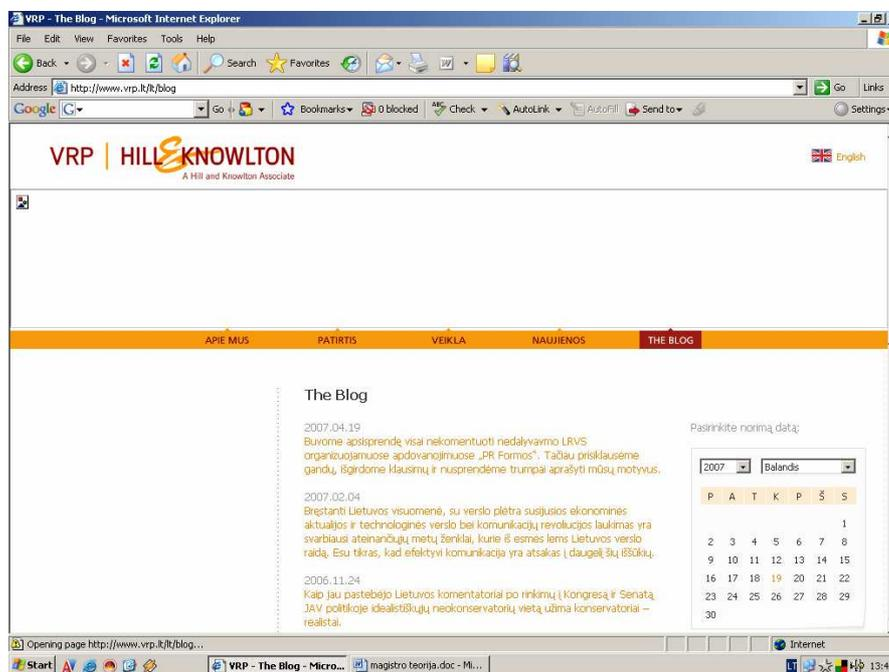 VRP - The Blog - Microsoft Internet Explorer
File Edit View Favorites Tools Help
Back Search Favorites
Address http://www.vrp.lt/lt/blog Go Links
Google Go Bookmarks 0 blocked Check AutoLink AutoFill Send to Settings
VRP | HILL & KNOWLTON
A Hill and Knowlton Associate
English
APIE MUS PATIRTIS VEIKLA NAUJIENOS THE BLOG
The Blog
2007.04.19
Buvome apsisprendę visai nekomentuoti nedalyvavmo LRVS
organizuojamuose apdovanojimuose „PR Formos“. Tačiau prisiklausėme
gandų, išgirdome klausimų ir nusprendėme trumpai aprašyti mūsų motyvus.
2007.02.04
Bręstanti Lietuvos visuomenė, su verslo plėtra susijusios ekonominės
aktualijos ir technologinės verslo bei komunikacijų revoliucijos laukimas yra
svarbiausi ateinančiųjų metų ženklai, kurie iš esmės lems Lietuvos verslo
raidą. Esu tikras, kad efektyvi komunikacija yra atsakas į daugelį šių iššūkių.
2006.11.24
Kaip jau pastebėjo Lietuvos komentatoriai po rinkimų į Kongresą ir Senatą,
JAV politikoje idealistiškųjų neokonservatorių vietą užima konservatoriai –
realistai.
Pasirinkite norimą datą:
2007 Balandis
P A T K P Š S
1
2 3 4 5 6 7 8
9 10 11 12 13 14 15
16 17 18 19 20 21 22
23 24 25 26 27 28 29
30
Opening page http://www.vrp.lt/lt/blog... Internet
Start VRP - The Blog - Micro... magistro teorija.doc - Mi... LT 13:4